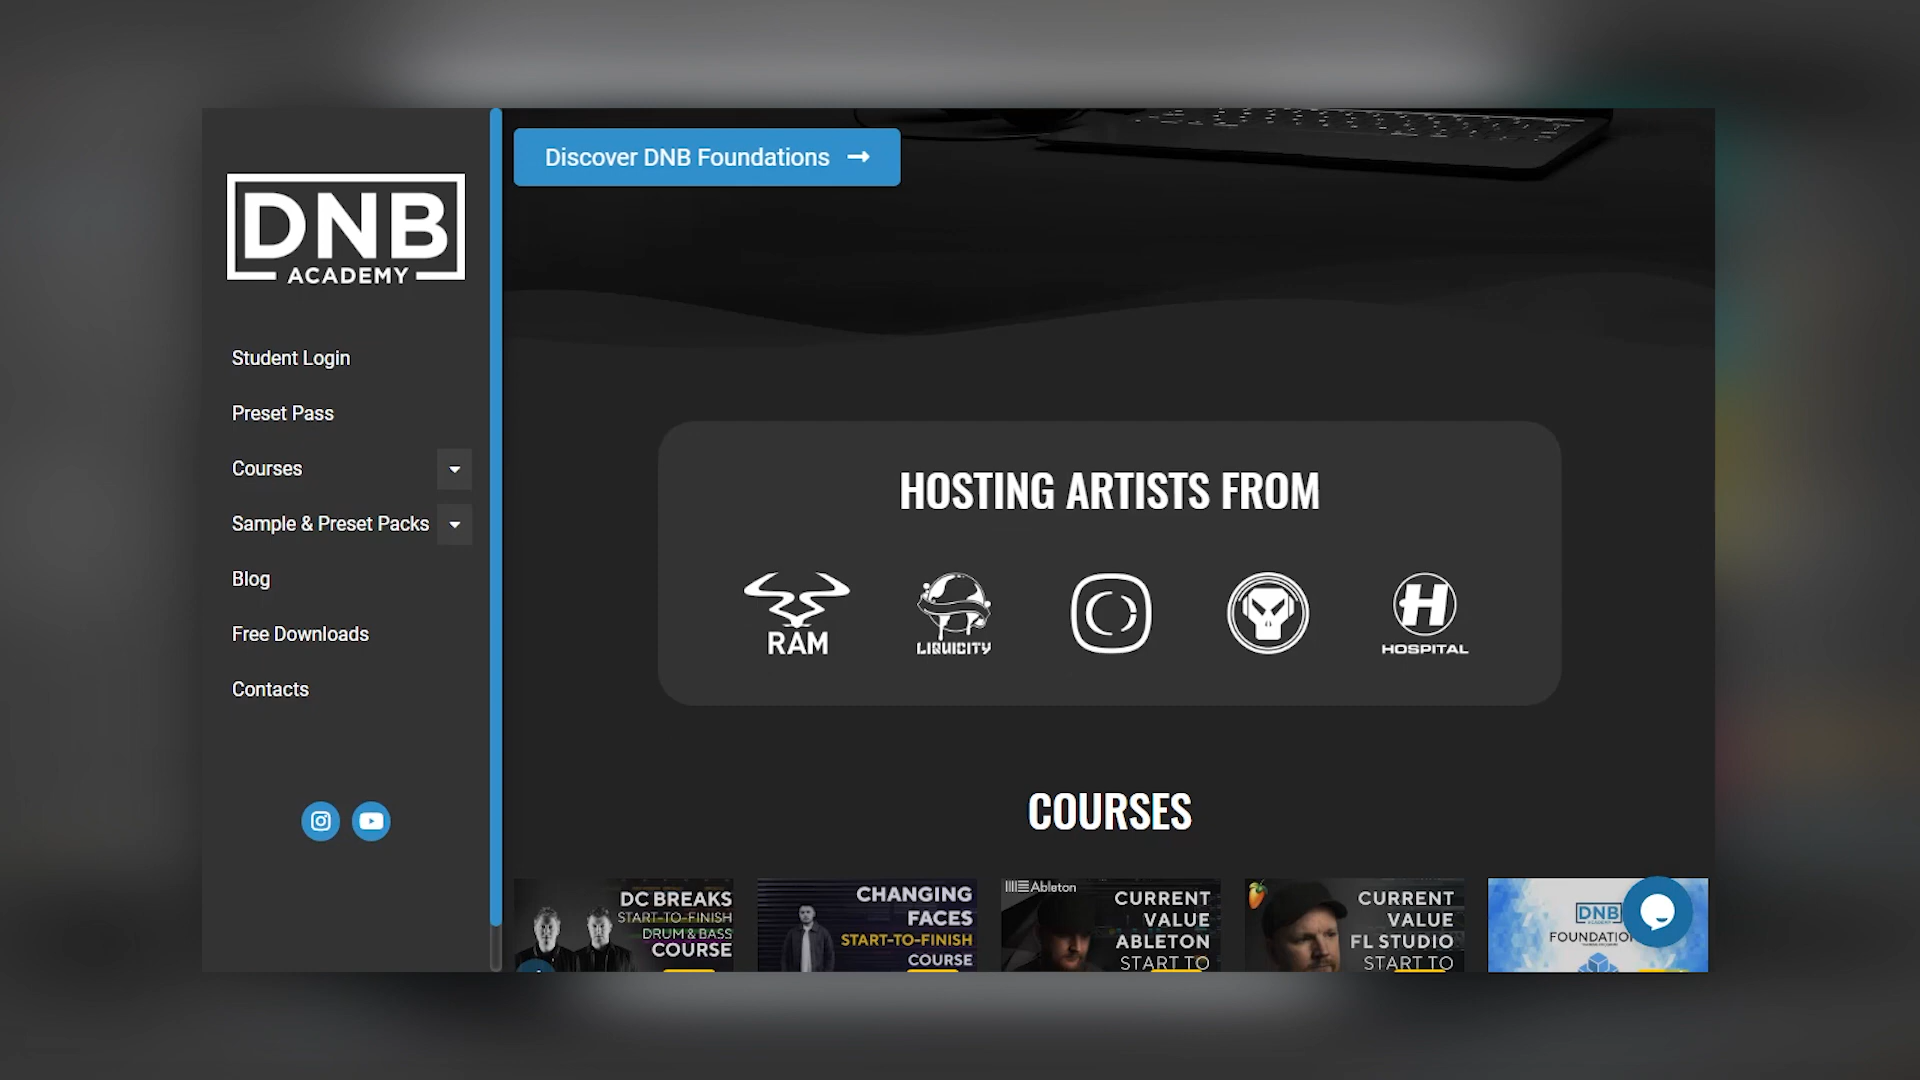 DNB
ACADEMY
Student Login
Preset Pass
Courses
Sample & Preset Packs
Blog
Free Downloads
Contacts
Discover DNB Foundations
HOSTING ARTISTS FROM
RAM
LIQUICITY
H
HOSPITAL
COURSES
DC BREAKS
START-TO-FINISH
DRUM & BASS
COURSE
CHANGING
FACES
START-TO-FINISH
COURSE
Ableton
CURRENT
VALUE
ABLETON
START TO
CURRENT
VALUE
FL STUDIO
START TO
DNB
FOUNDATION